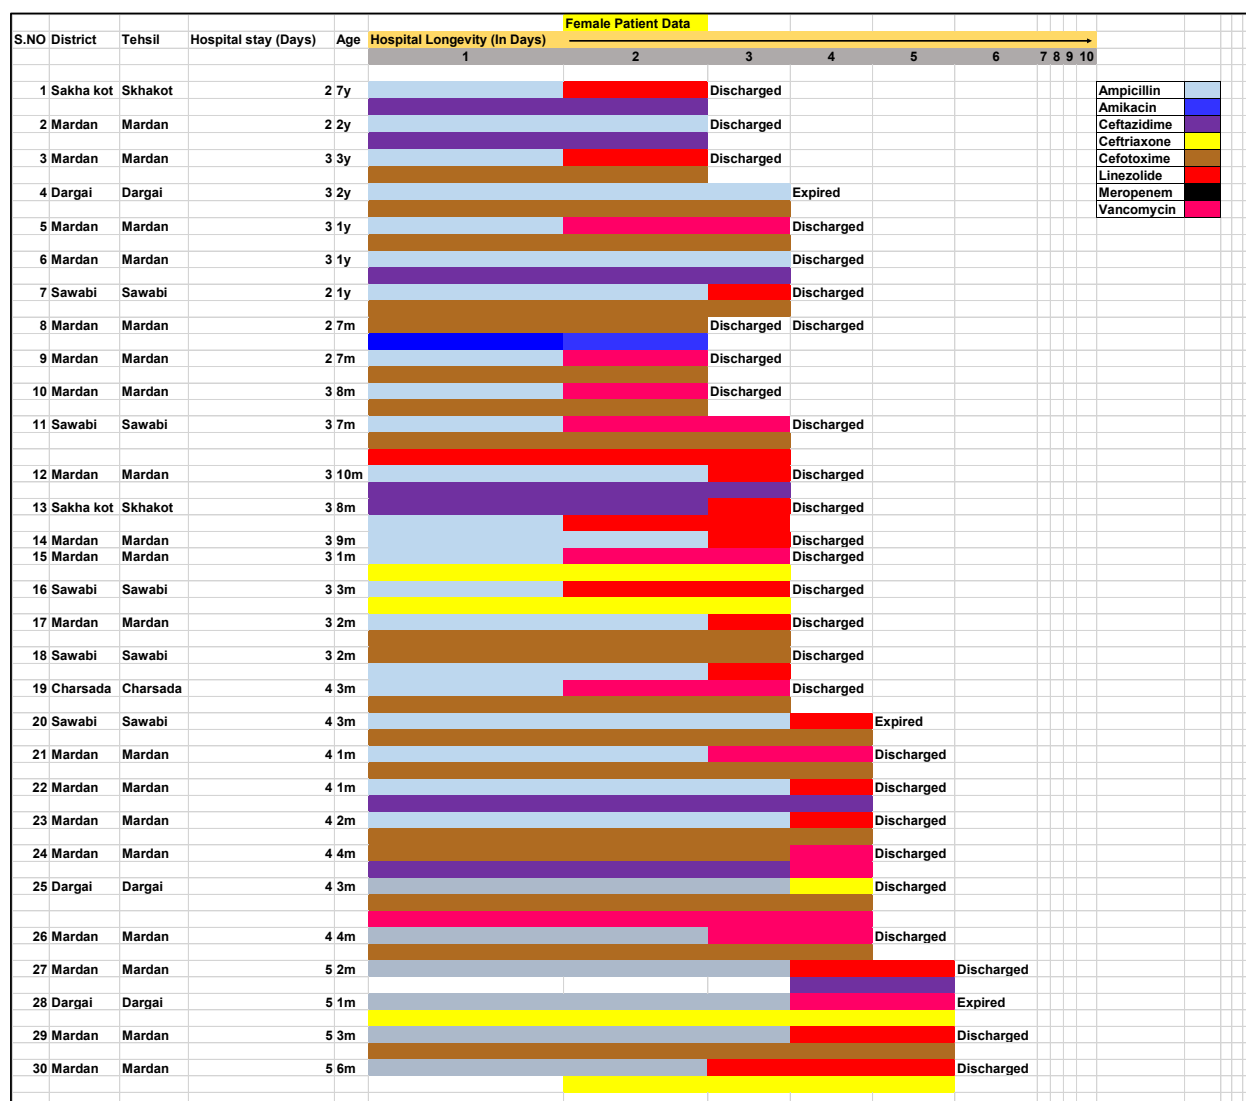 Female Patient Data
S.NO District Tehsil Hospital stay (Days) Age Hospital Longevity (In Days)
1 2 3 4 5 6 7 8 9 10
1 Sakha kot Skhakot 2 7y Discharged Ampicillin
Amikacin
2 Mardan Mardan 2 2y Discharged Ceftazidime
Ceftriaxone
3 Mardan Mardan 3 3y Discharged Cefotoxime
Linezolide
4 Dargai Dargai 3 2y Expired Meropenem
Vancomycin
5 Mardan Mardan 3 1y Discharged
6 Mardan Mardan 3 1y Discharged
7 Sawabi Sawabi 2 1y Discharged
8 Mardan Mardan 2 7m Discharged Discharged
9 Mardan Mardan 2 7m Discharged
10 Mardan Mardan 3 8m Discharged
11 Sawabi Sawabi 3 7m Discharged
12 Mardan Mardan 3 10m Discharged
13 Sakha kot Skhakot 3 8m Discharged
14 Mardan Mardan 3 9m Discharged
15 Mardan Mardan 3 1m Discharged
16 Sawabi Sawabi 3 3m Discharged
17 Mardan Mardan 3 2m Discharged
18 Sawabi Sawabi 3 2m Discharged
19 Charsada Charsada 4 3m Discharged
20 Sawabi Sawabi 4 3m Expired
21 Mardan Mardan 4 1m Discharged
22 Mardan Mardan 4 1m Discharged
23 Mardan Mardan 4 2m Discharged
24 Mardan Mardan 4 4m Discharged
25 Dargai Dargai 4 3m Discharged
26 Mardan Mardan 4 4m Discharged
27 Mardan Mardan 5 2m Discharged
28 Dargai Dargai 5 1m Expired
29 Mardan Mardan 5 3m Discharged
30 Mardan Mardan 5 6m Discharged